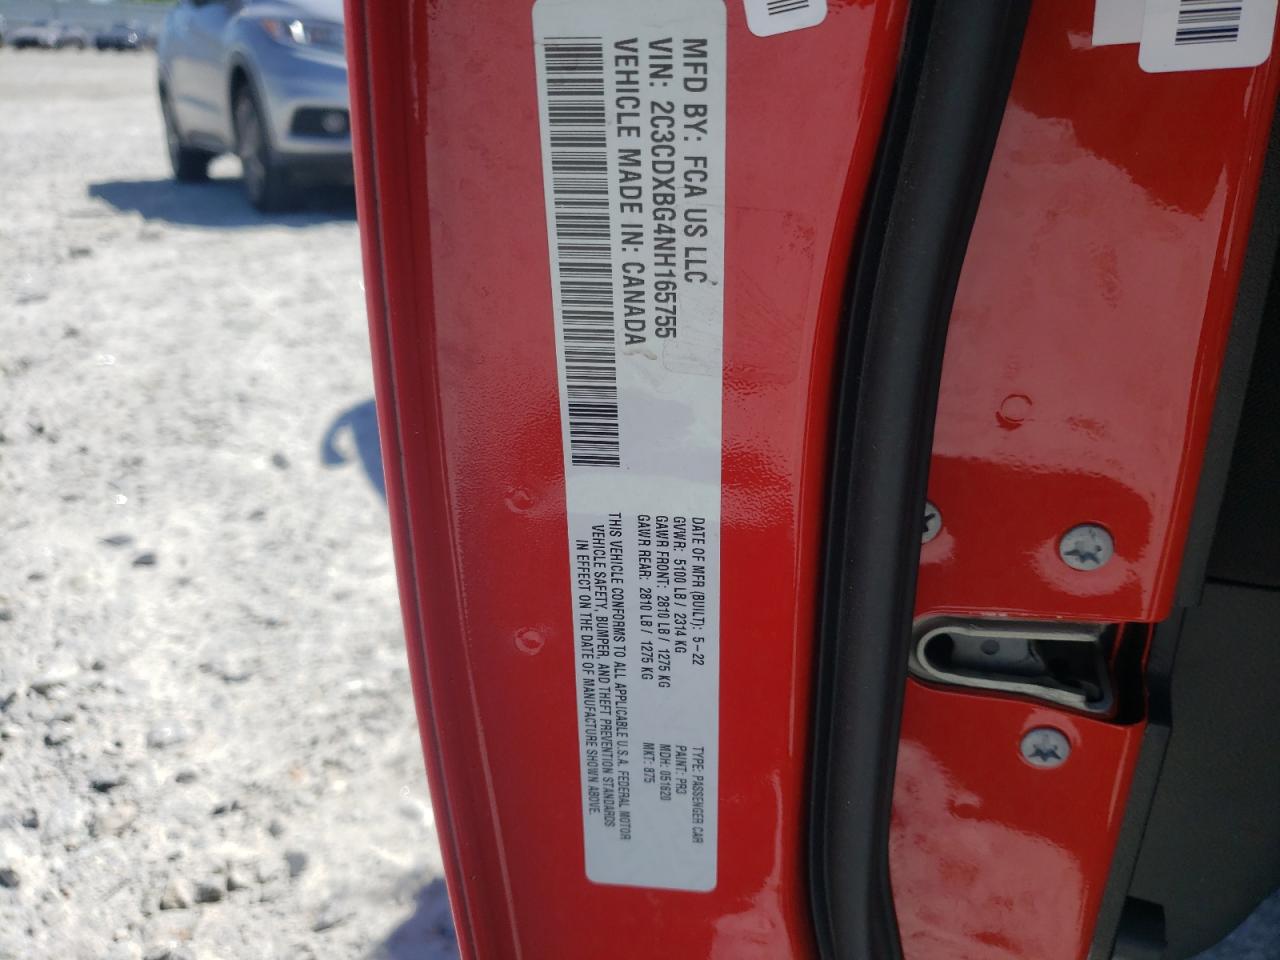 MFD BY: FCA US LLC
VIN: 2C3CDXBG4NH165755
VEHICLE MADE IN: CANADA
DATE OF MFR (BUILT): 5-22
GVWR: 5100 LB / 2314 KG
GAWR FRONT: 2810 LB / 1275 KG
GAWR REAR: 2810 LB / 1275 KG
TYPE: PASSENGER CAR
PAINT: PR3
MDH: 051620
MKT: 875
THIS VEHICLE CONFORMS TO ALL APPLICABLE U.S.A. FEDERAL MOTOR
VEHICLE SAFETY, BUMPER, AND THEFT PREVENTION STANDARDS
IN EFFECT ON THE DATE OF MANUFACTURE SHOWN ABOVE.